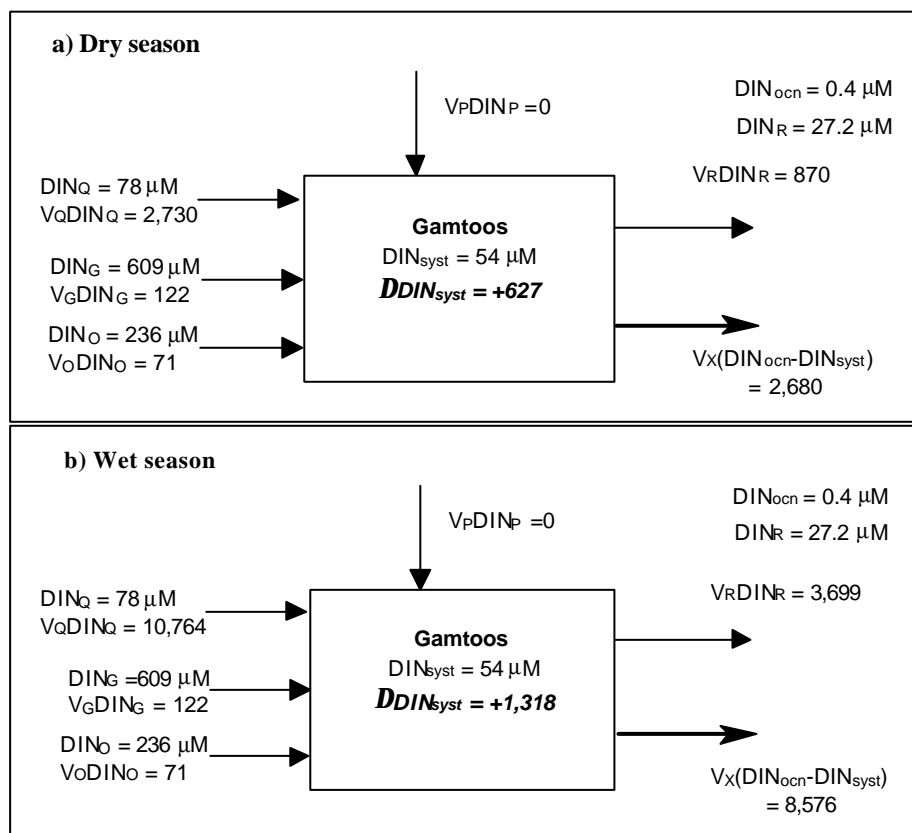 a) Dry season
VPDINP =0
DINocn = 0.4 µM
DINR = 27.2 µM
VRDINR = 870
DINQ = 78 µM
VQDINQ = 2,730
DING = 609 µM
VGDING = 122
DINO = 236 µM
VODINO = 71
Gamtoos
DINsyst = 54 µM
DDINsyst = +627
VX(DINocn-DINsyst)
= 2,680
b) Wet season
VPDINP =0
DINocn = 0.4 µM
DINR = 27.2 µM
VRDINR = 3,699
DINQ = 78 µM
VQDINQ = 10,764
DING =609 µM
VGDING = 122
DINO = 236 µM
VODINO = 71
Gamtoos
DINsyst = 54 µM
DDINsyst = +1,318
VX(DINocn-DINsyst)
= 8,576